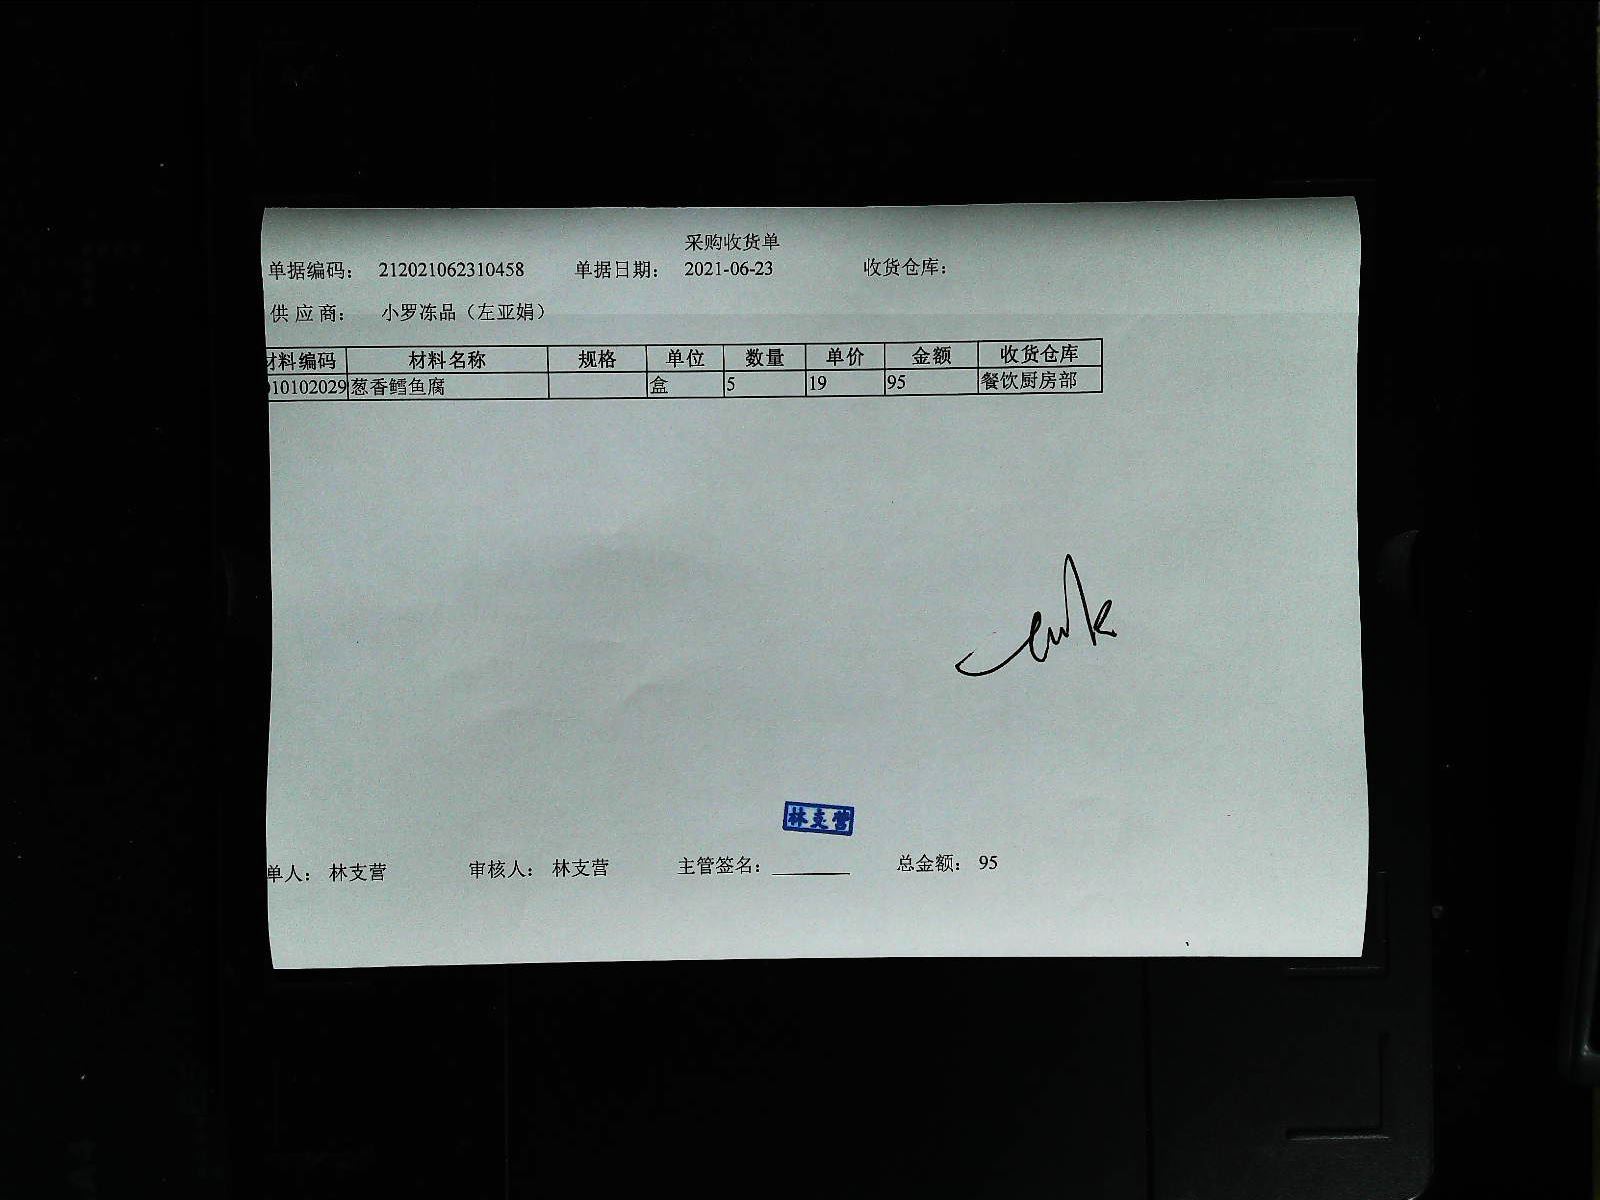 采购收货单
单据编码： 212021062310458 单据日期： 2021-06-23 收货仓库：
供应商： 小罗冻品（左亚娟）
材料编码 材料名称 规格 单位 数量 单价 金额 收货仓库
010102029 葱香鳕鱼腐 盒 5 19 95 餐饮厨房部
林支营
单人： 林支营 审核人： 林支营 主管签名： 总金额： 95